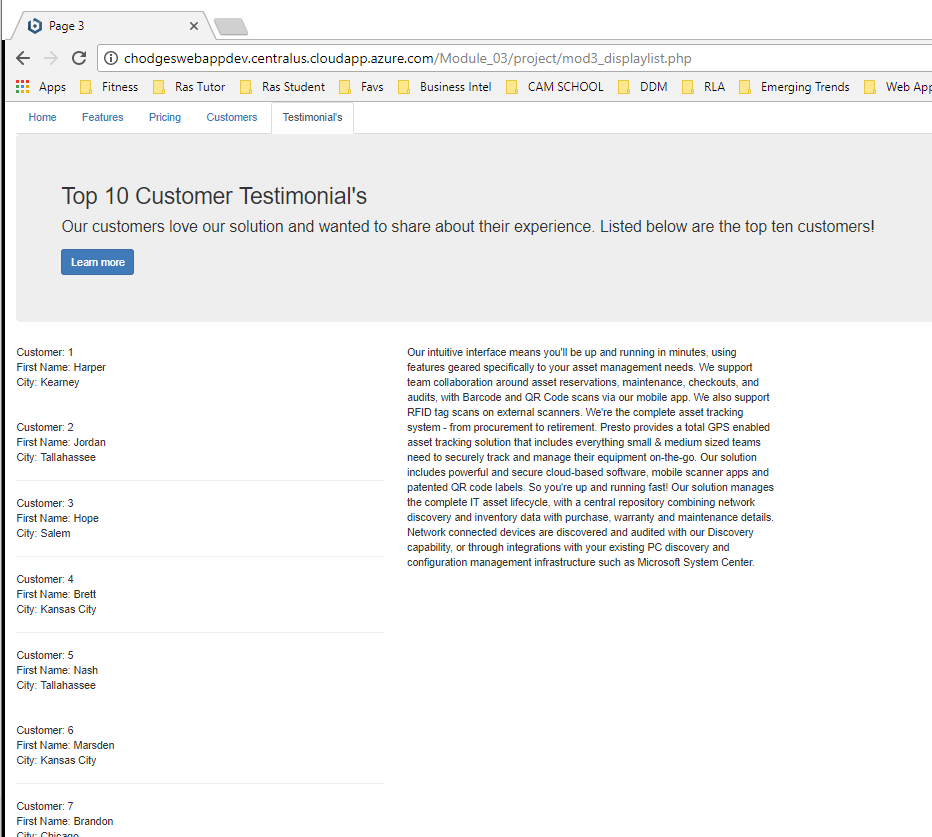 Page 3
chodgeswebappdev.centralus.cloudapp.azure.com/Module_03/project/mod3_displaylist.php
Apps Fitness Ras Tutor Ras Student Favs Business Intel CAM SCHOOL DDM RLA Emerging Trends Web App
Home Features Pricing Customers Testimonial's
Top 10 Customer Testimonial's
Our customers love our solution and wanted to share about their experience. Listed below are the top ten customers!
Learn more
Customer: 1
First Name: Harper
City: Kearney
Customer: 2
First Name: Jordan
City: Tallahassee
Customer: 3
First Name: Hope
City: Salem
Customer: 4
First Name: Brett
City: Kansas City
Customer: 5
First Name: Nash
City: Tallahassee
Customer: 6
First Name: Marsden
City: Kansas City
Customer: 7
First Name: Brandon
City: Chicago
Our intuitive interface means you'll be up and running in minutes, using
features geared specifically to your asset management needs. We support
team collaboration around asset reservations, maintenance, checkouts, and
audits, with Barcode and QR Code scans via our mobile app. We also support
RFID tag scans on external scanners. We're the complete asset tracking
system - from procurement to retirement. Presto provides a total GPS enabled
asset tracking solution that includes everything small & medium sized teams
need to securely track and manage their equipment on-the-go. Our solution
includes powerful and secure cloud-based software, mobile scanner apps and
patented QR code labels. So you're up and running fast! Our solution manages
the complete IT asset lifecycle, with a central repository combining network
discovery and inventory data with purchase, warranty and maintenance details.
Network connected devices are discovered and audited with our Discovery
capability, or through integrations with your existing PC discovery and
configuration management infrastructure such as Microsoft System Center.